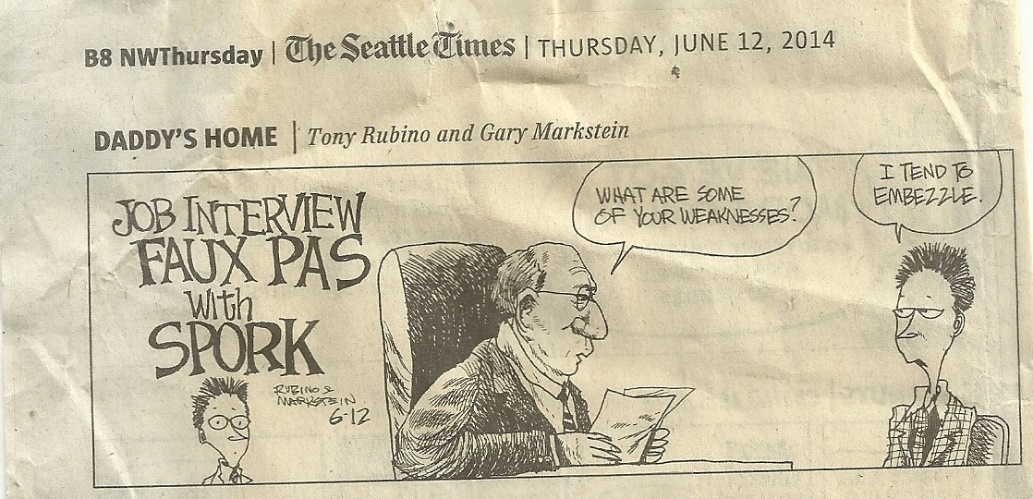 B8 NWThursday | The Seattle Times | THURSDAY, JUNE 12, 2014
DADDY'S HOME | Tony Rubino and Gary Markstein
JOB INTERVIEW
FAUX PAS
with
SPORK
RUBINO &
MARKSTEIN
6-12
WHAT ARE SOME
OF YOUR WEAKNESSES?
I TEND TO
EMBEZZLE.